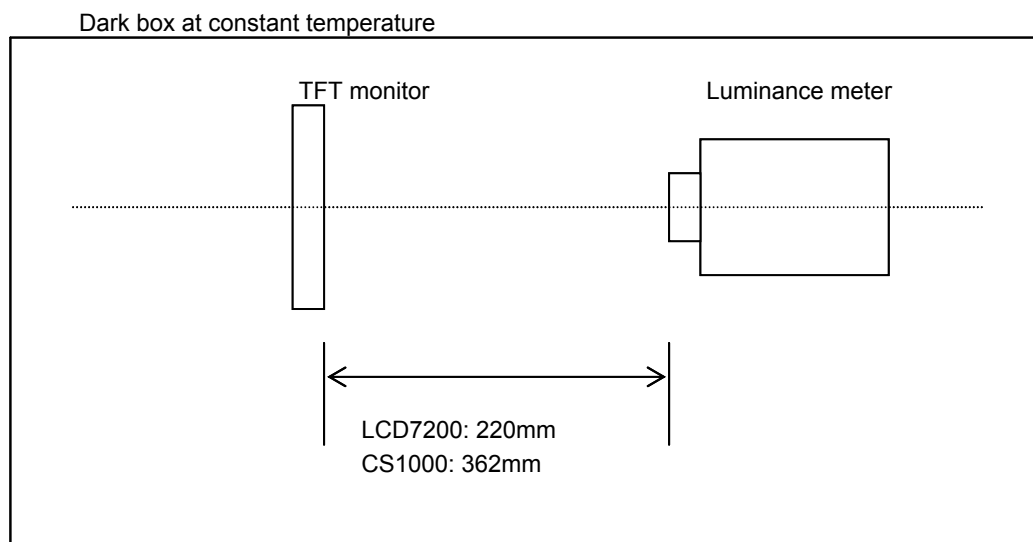 Dark box at constant temperature
TFT monitor
Luminance meter
LCD7200: 220mm
CS1000: 362mm